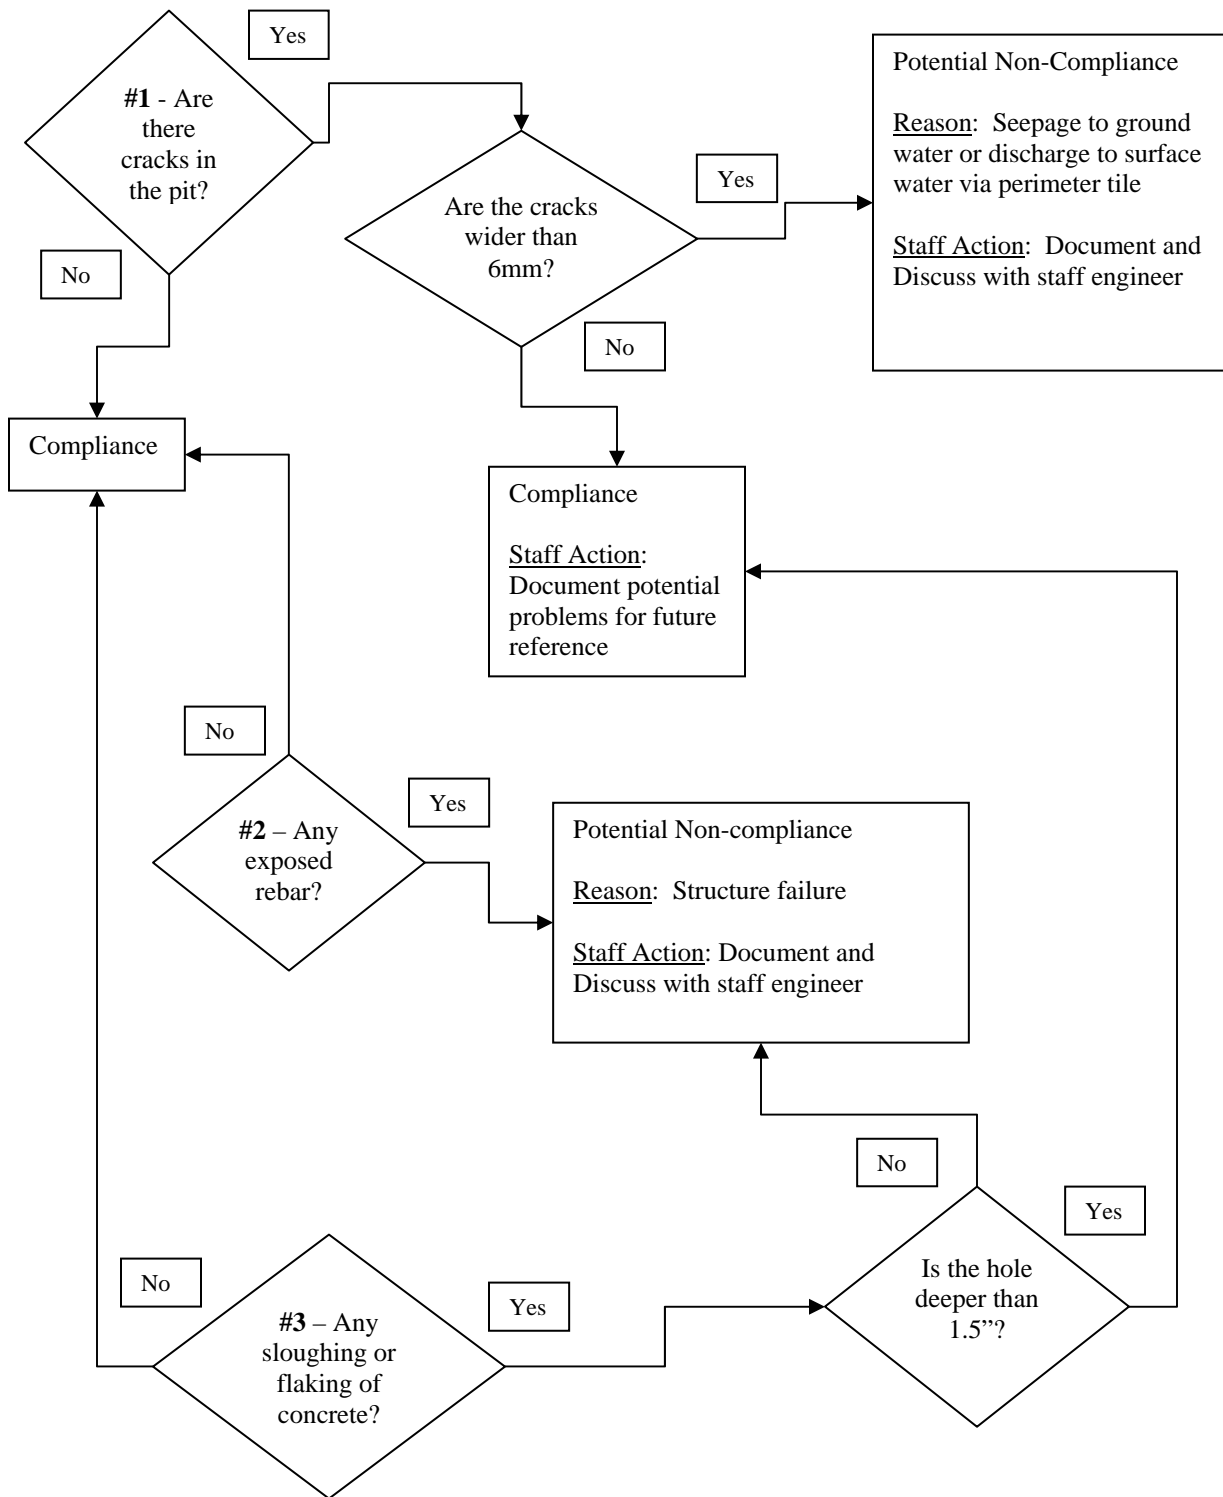 Yes
#1 - Are
there
cracks in
the pit?
No
Are the cracks
wider than
6mm?
Yes
No
Potential Non-Compliance
Reason:  Seepage to ground
water or discharge to surface
water via perimeter tile
Staff Action:  Document and
Discuss with staff engineer
Compliance
Compliance
Staff Action:
Document potential
problems for future
reference
No
#2 – Any
exposed
rebar?
Yes
Potential Non-compliance
Reason:  Structure failure
Staff Action: Document and
Discuss with staff engineer
No
#3 – Any
sloughing or
flaking of
concrete?
Yes
No
Is the hole
deeper than
1.5”?
Yes